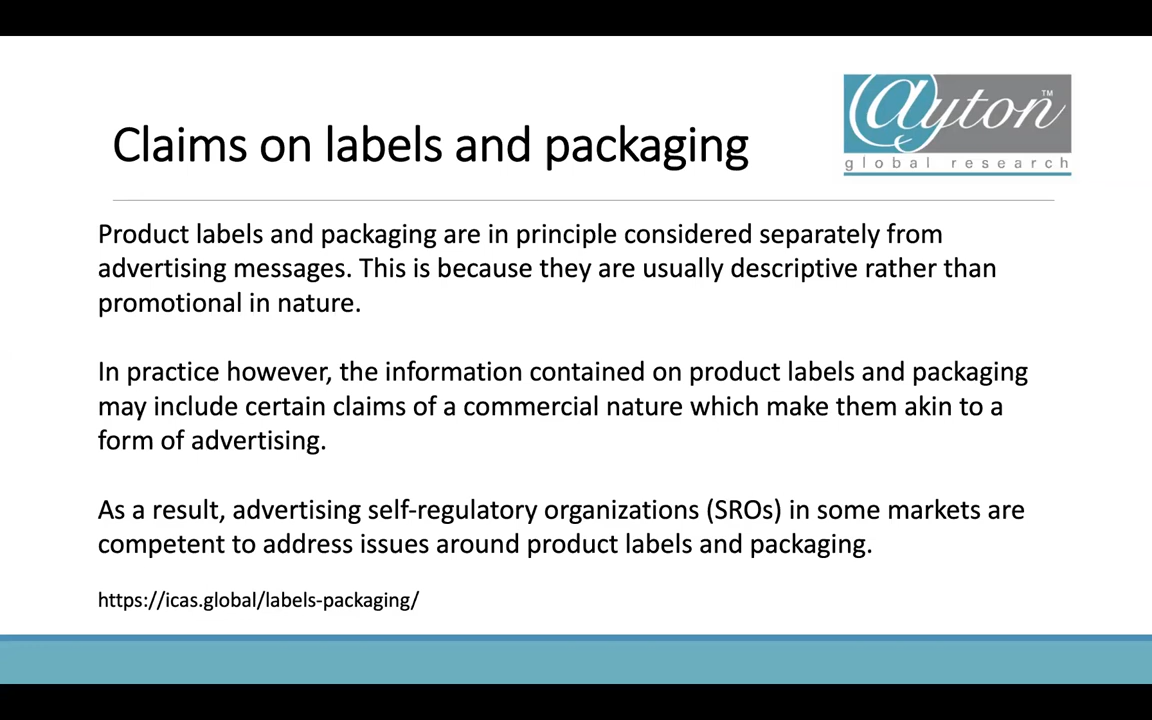 @yton™
global research
Claims on labels and packaging
Product labels and packaging are in principle considered separately from
advertising messages. This is because they are usually descriptive rather than
promotional in nature.
In practice however, the information contained on product labels and packaging
may include certain claims of a commercial nature which make them akin to a
form of advertising.
As a result, advertising self-regulatory organizations (SROs) in some markets are
competent to address issues around product labels and packaging.
https://icas.global/labels-packaging/